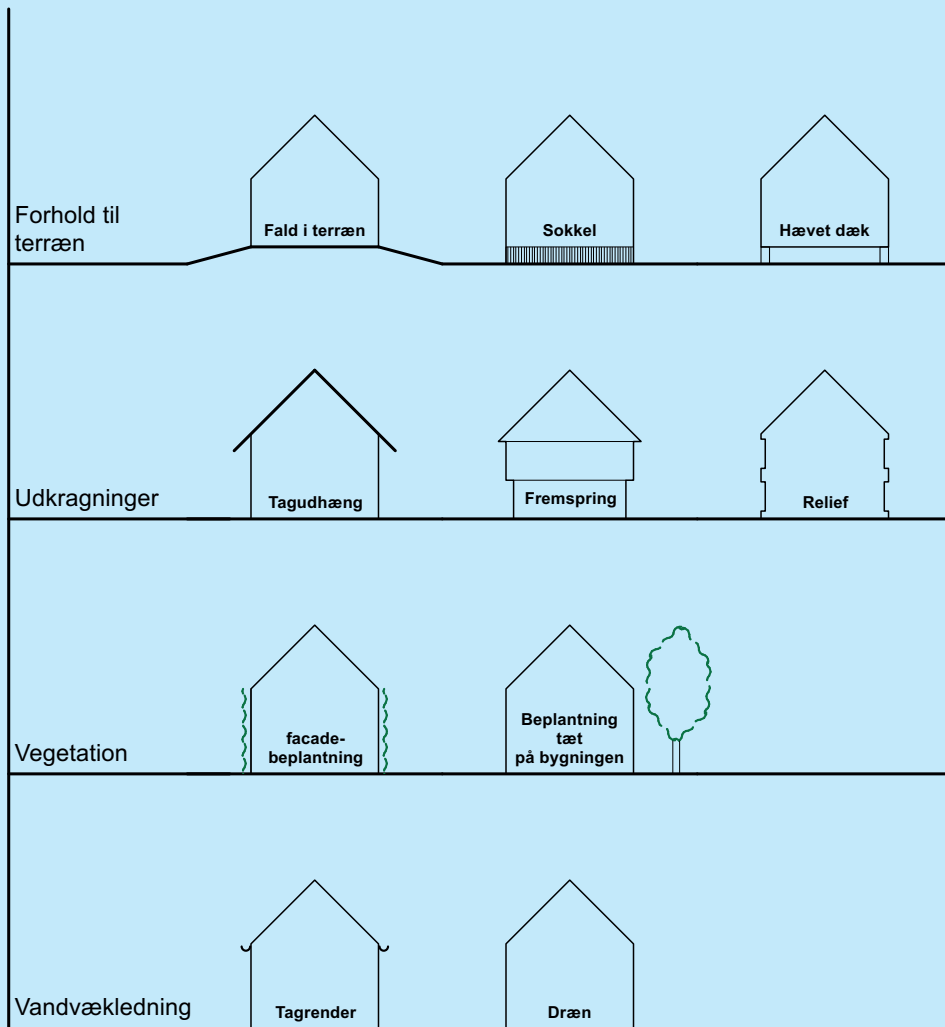 Forhold til
terræn
Fald i terræn
Sokkel
Hævet dæk
Udkragninger
Tagudhæng
Fremspring
Relief
Vegetation
facade-
beplantning
Beplantning
tæt
på bygningen
Vandvækledning
Tagrender
Dræn